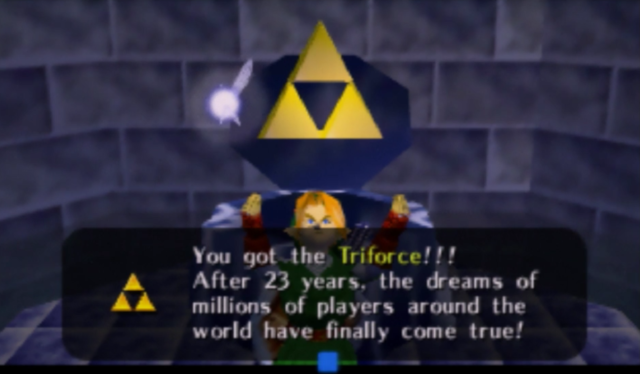 You got the Triforce!!!
After 23 years, the dreams of
millions of players around the
world have finally come true!